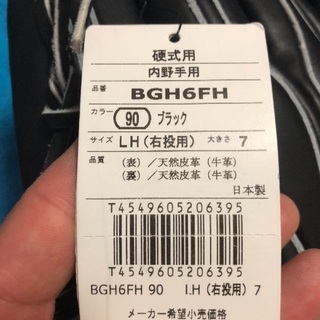 硬式用
内野手用
品番 BGH6FH
カラー 90 ブラック
サイズ LH(右投用) 大きさ 7
品質 (表)/天然皮革(牛革)
(裏)/天然皮革(牛革)
日本製
T4549605206395
T4549605206395
BGH6FH 90 LH(右投用) 7
メーカー希望小売価格